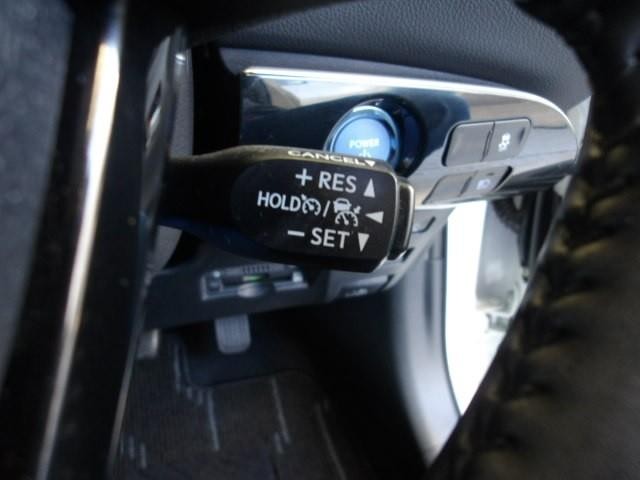 POWER
CANCEL▼
+ RES ▲
HOLD / ◀
− SET ▼